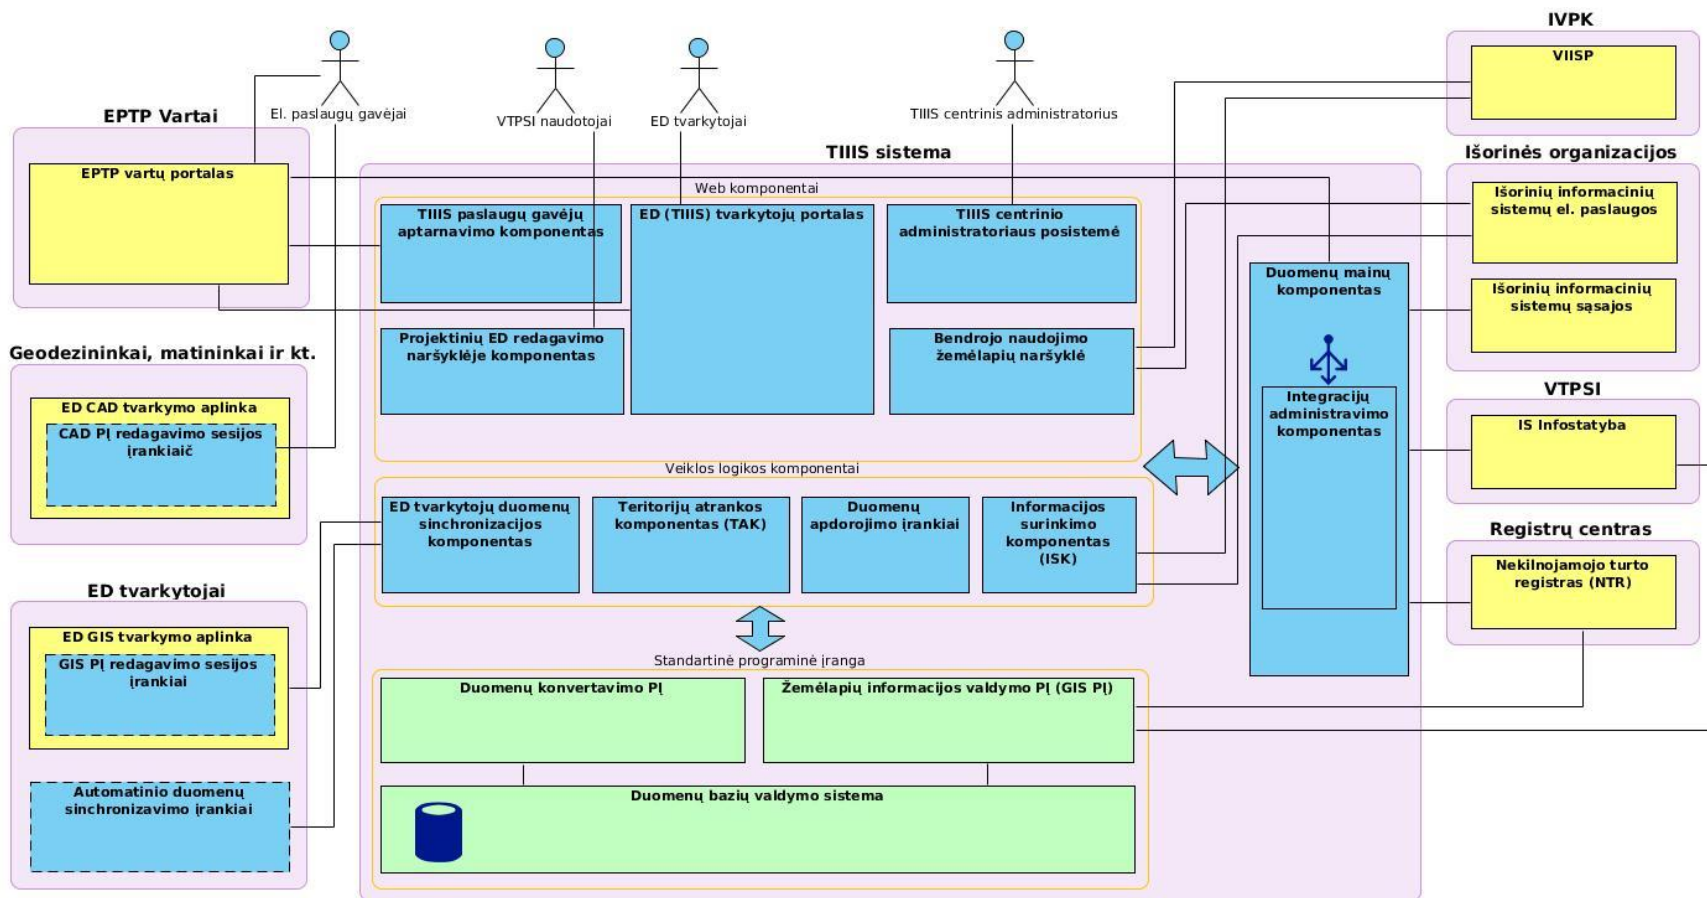 IVPK
VIISP
El. paslaugų gavėjai
VTPSI naudotojai
ED tvarkytojai
TIIIS centrinis administratorius
EPTP Vartai
EPTP vartų portalas
TIIIS sistema
Web komponentai
TIIIS paslaugų gavėjų
aptarnavimo komponentas
ED (TIIIS) tvarkytojų portalas
TIIIS centrinio
administratoriaus posistemė
Projektinių ED redagavimo
naršyklėje komponentas
Bendrojo naudojimo
žemėlapių naršyklė
Duomenų mainų
komponentas
Integracijų
administravimo
komponentas
Išorinės organizacijos
Išorinių informacinių
sistemų el. paslaugos
Išorinių informacinių
sistemų sąsajos
Geodezininkai, matininkai ir kt.
ED CAD tvarkymo aplinka
CAD PĮ redagavimo sesijos
įrankiaič
VTPSI
IS Infostatyba
Veiklos logikos komponentai
ED tvarkytojų duomenų
sinchronizacijos
komponentas
Teritorijų atrankos
komponentas (TAK)
Duomenų
apdorojimo įrankiai
Informacijos
surinkimo
komponentas
(ISK)
Registrų centras
Nekilnojamojo turto
registras (NTR)
ED tvarkytojai
ED GIS tvarkymo aplinka
GIS PĮ redagavimo sesijos
įrankiai
Automatinio duomenų
sinchronizavimo įrankiai
Standartinė programinė įranga
Duomenų konvertavimo PĮ
Žemėlapių informacijos valdymo PĮ (GIS PĮ)
Duomenų bazių valdymo sistema